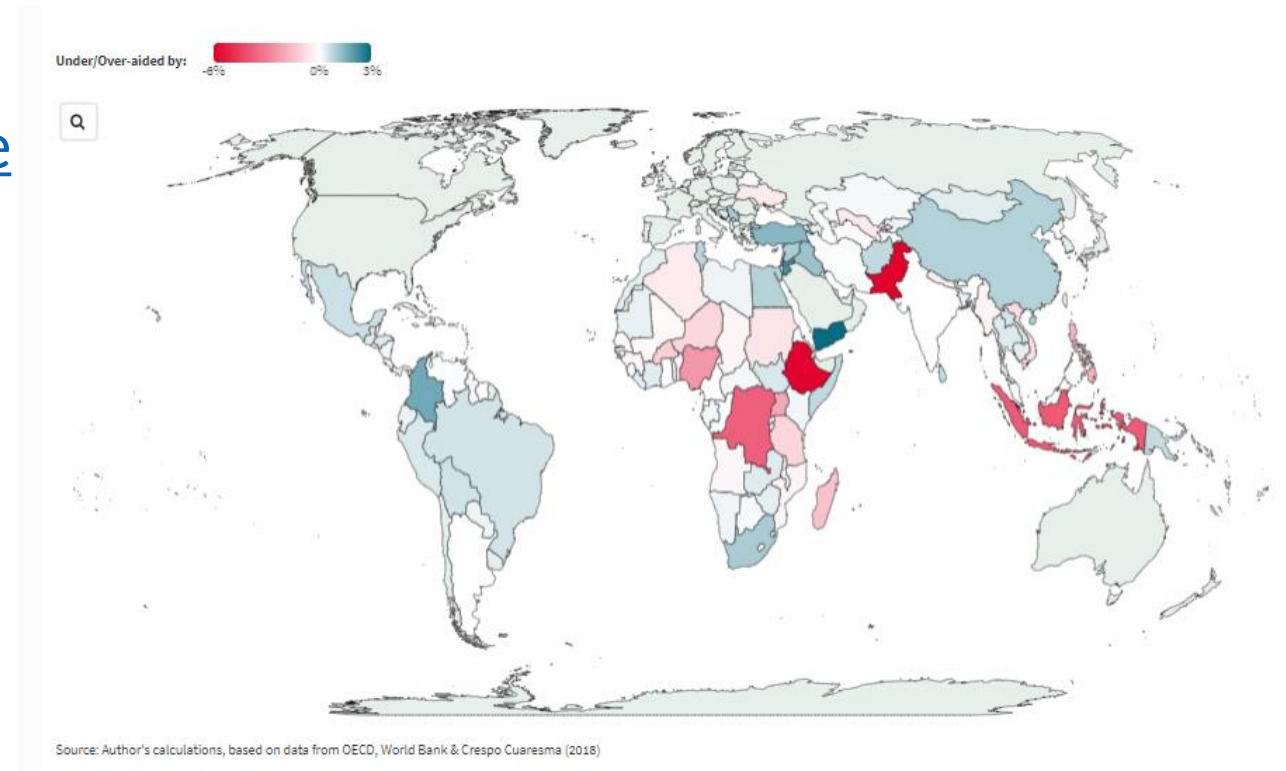 Under/Over-aided by:
-6% 0% 3%
e
Source: Author's calculations, based on data from OECD, World Bank & Crespo Cuaresma (2018)